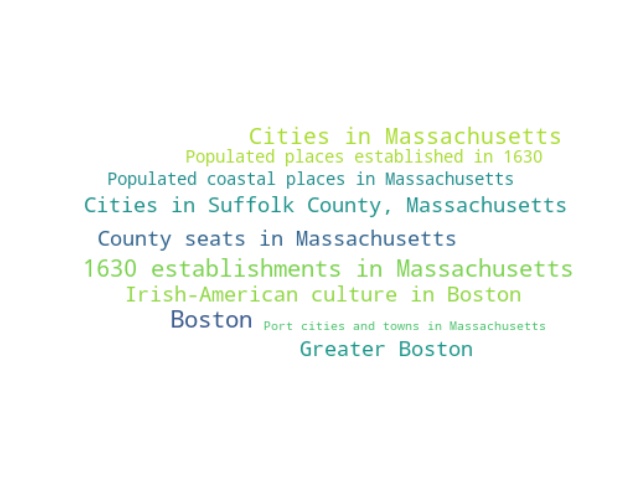 Cities in Massachusetts
Populated places established in 1630
Populated coastal places in Massachusetts
Cities in Suffolk County, Massachusetts
County seats in Massachusetts
1630 establishments in Massachusetts
Irish-American culture in Boston
Boston Port cities and towns in Massachusetts
Greater Boston